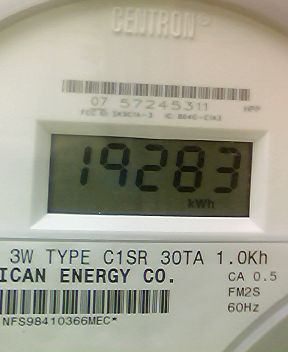 CENTRON®
07 57245311
19283
kWh
3W TYPE C1SR 30TA 1.0Kh
ICAN ENERGY CO.
CA 0.5
FM2S
60Hz
NFS98410366MEC*